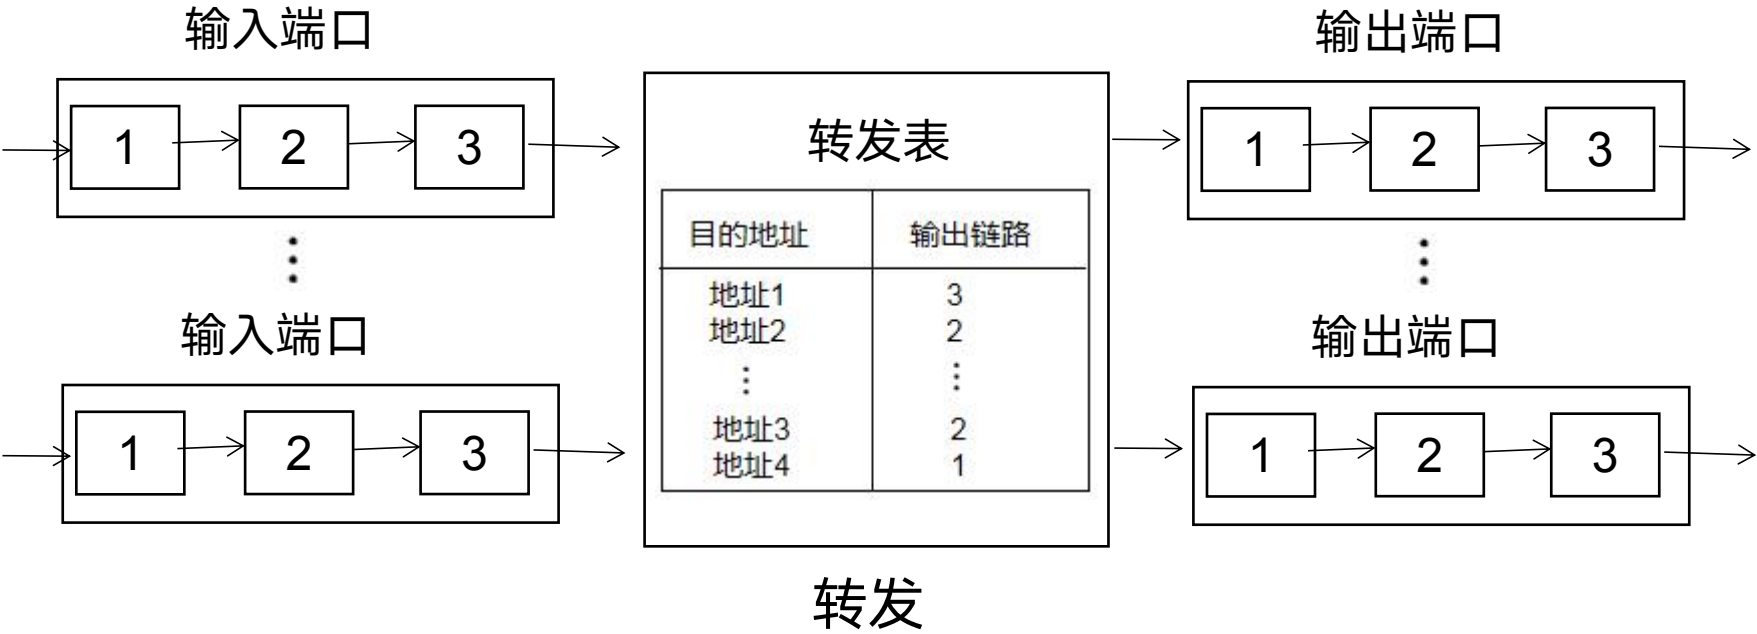 输入端口
1 2 3
输入端口
1 2 3
转发表
目的地址 输出链路
地址1 3
地址2 2
地址3 2
地址4 1
转发
输出端口
1 2 3
输出端口
1 2 3